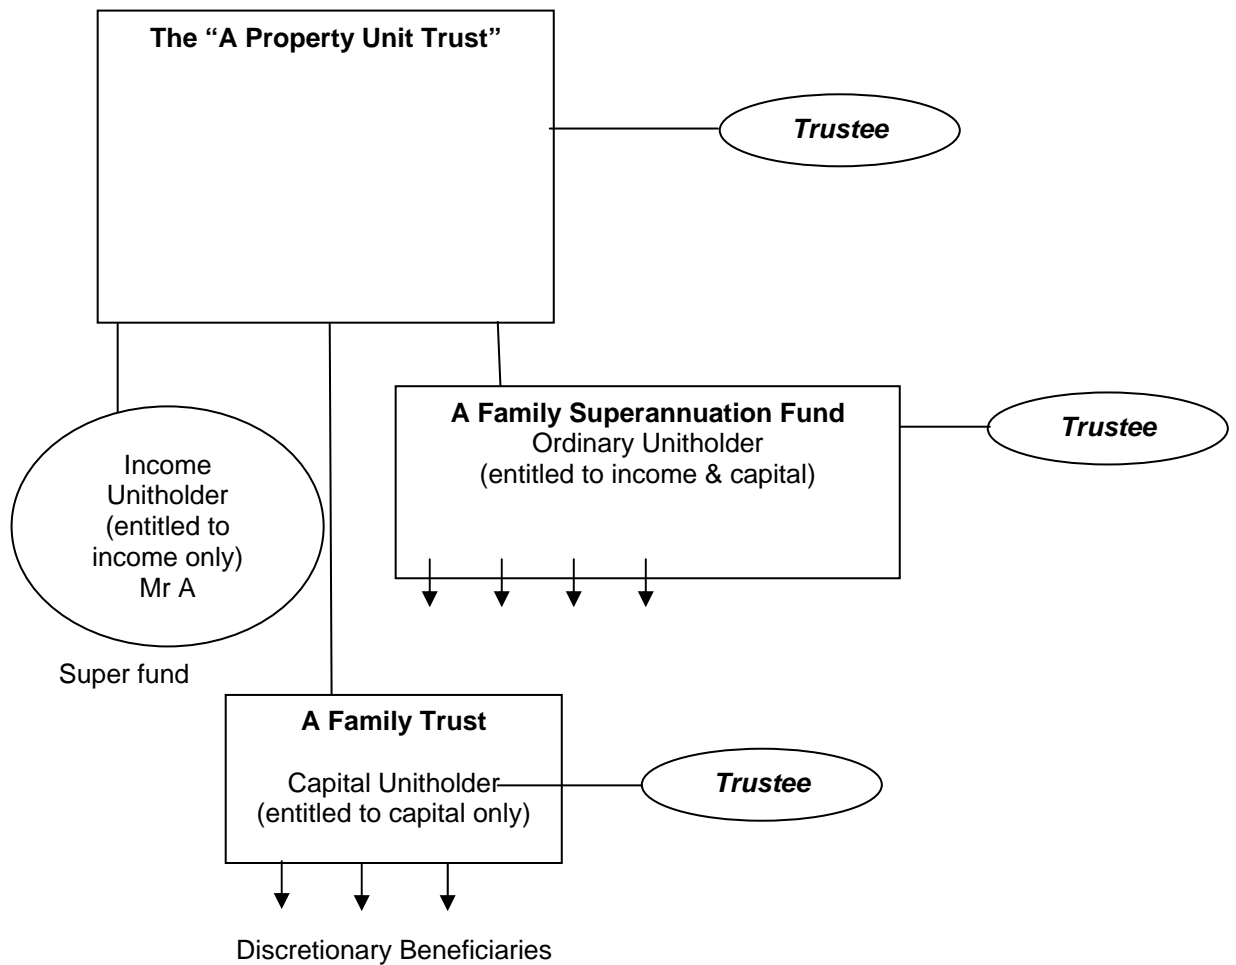 The “A Property Unit Trust”
Trustee
A Family Superannuation Fund
Ordinary Unitholder
(entitled to income & capital)
Trustee
Income
Unitholder
(entitled to
income only)
Mr A
Super fund
A Family Trust
Capital Unitholder
(entitled to capital only)
Trustee
Discretionary Beneficiaries